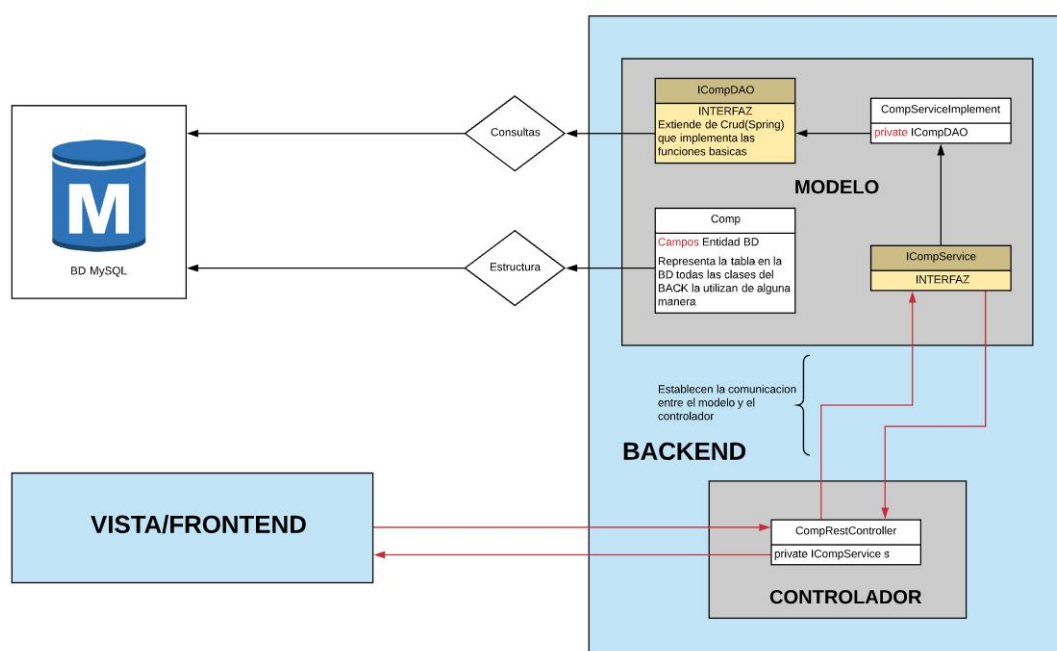 ICompDAO
INTERFAZ
Extiende de Crud(Spring)
que implementa las
funciones basicas
CompServiceImplement
private ICompDAO
Consultas
MODELO
M
BD MySQL
Comp
Campos Entidad BD
Representa la tabla en la
BD todas las clases del
BACK la utilizan de alguna
manera
Estructura
ICompService
INTERFAZ
Establecen la comunicacion
entre el modelo y el
controlador
BACKEND
VISTA/FRONTEND
CompRestController
private ICompService s
CONTROLADOR